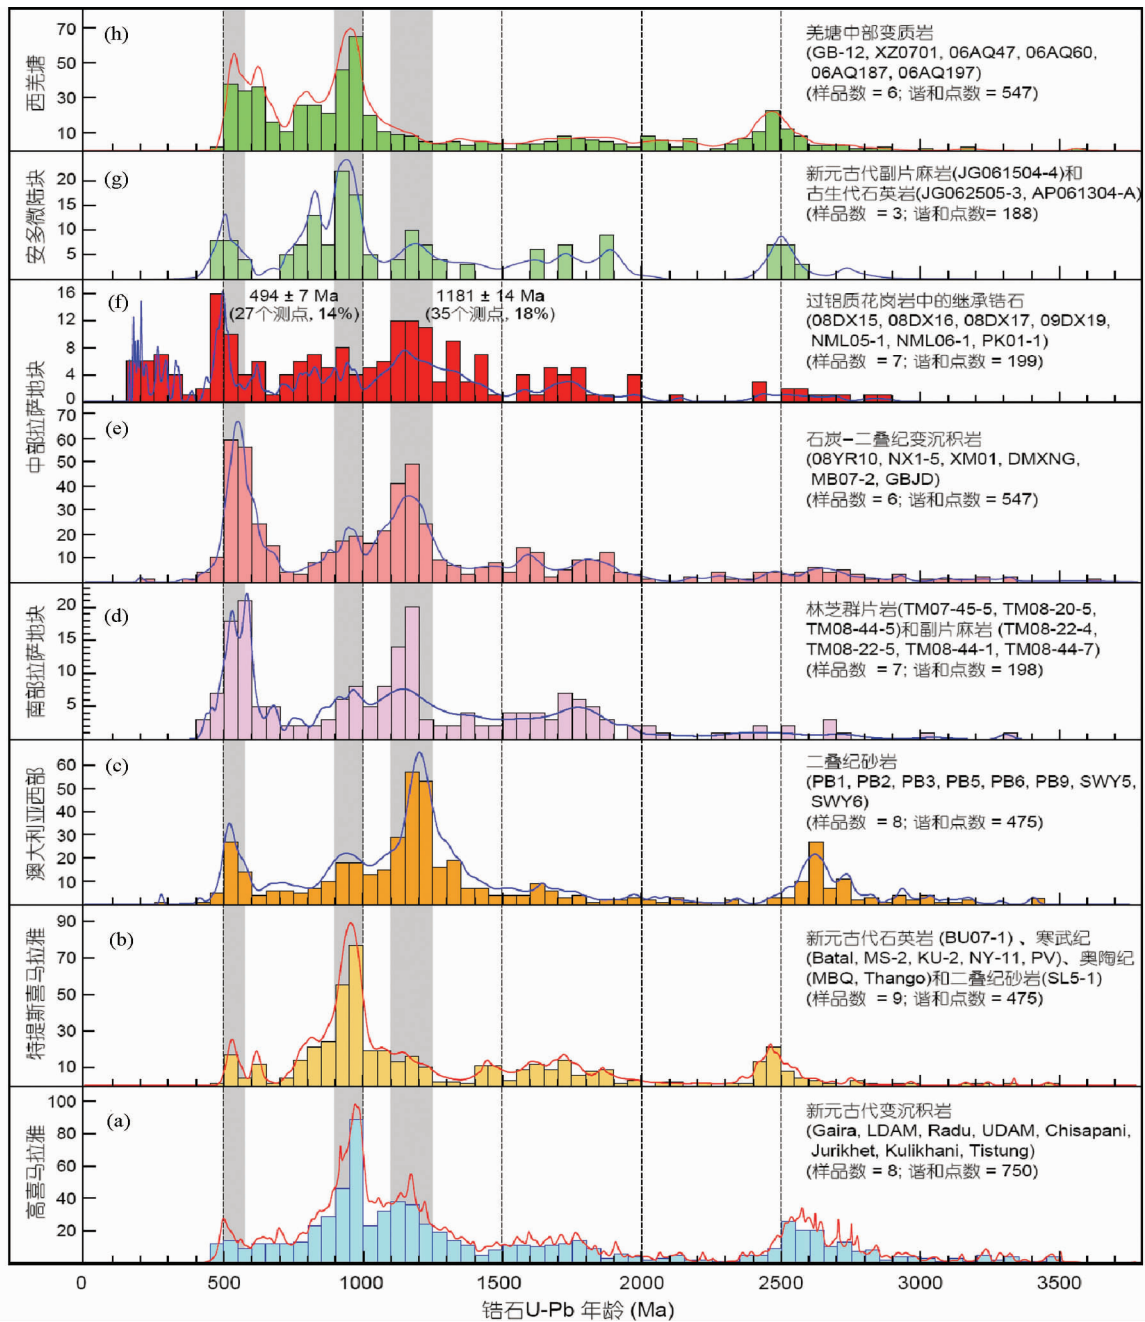 (h)
西羌塘
70
50
30
10
羌塘中部变质岩
(GB-12, XZ0701, 06AQ47, 06AQ60,
06AQ187, 06AQ197)
(样品数 = 6; 谐和点数 = 547)
(g)
安多微陆块
20
15
10
5
新元古代副片麻岩(JG061504-4)和
古生代石英岩(JG062505-3, AP061304-A)
(样品数 = 3; 谐和点数= 188)
(f)
中部拉萨地块
16
12
8
4
0
494 ± 7 Ma
(27个测点, 14%)
1181 ± 14 Ma
(35个测点, 18%)
过铝质花岗岩中的继承锆石
(08DX15, 08DX16, 08DX17, 09DX19,
NML05-1, NML06-1, PK01-1)
(样品数 = 7; 谐和点数 = 199)
(e)
70
60
50
40
30
20
10
石炭–二叠纪变沉积岩
(08YR10, NX1-5, XM01, DMXNG,
MB07-2, GBJD)
(样品数 = 6; 谐和点数 = 547)
(d)
南部拉萨地块
20
15
10
5
林芝群片岩(TM07-45-5, TM08-20-5,
TM08-44-5)和副片麻岩 (TM08-22-4,
TM08-22-5, TM08-44-1, TM08-44-7)
(样品数 = 7; 谐和点数 = 198)
(c)
澳大利亚西部
60
50
40
30
20
10
二叠纪砂岩
(PB1, PB2, PB3, PB5, PB6, PB9, SWY5,
SWY6)
(样品数 = 8; 谐和点数 = 475)
(b)
特提斯喜马拉雅
90
70
50
30
10
新元古代石英岩 (BU07-1) 、寒武纪
(Batal, MS-2, KU-2, NY-11, PV)、奥陶纪
(MBQ, Thango)和二叠纪砂岩(SL5-1)
(样品数 = 9; 谐和点数 = 475)
(a)
高喜马拉雅
100
80
60
40
20
新元古代变沉积岩
(Gaira, LDAM, Radu, UDAM, Chisapani,
Jurikhet, Kulikhani, Tistung)
(样品数 = 8; 谐和点数 = 750)
0 500 1000 1500 2000 2500 3000 3500
锆石U-Pb 年龄 (Ma)